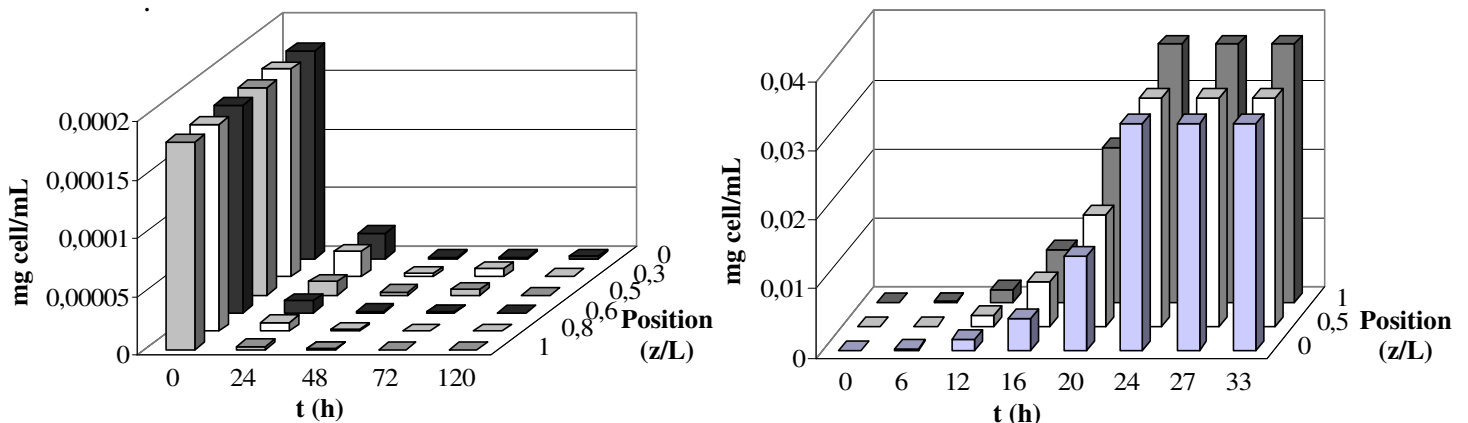 mg cell/mL
0,0002
0,00015
0,0001
0,00005
0
0 24 48 72 120
t (h)
0
0,3
0,5
0,6
0,8
1
Position
(z/L)
mg cell/mL
0,04
0,03
0,02
0,01
0
0 6 12 16 20 24 27 33
t (h)
1
0,5
0
Position
(z/L)